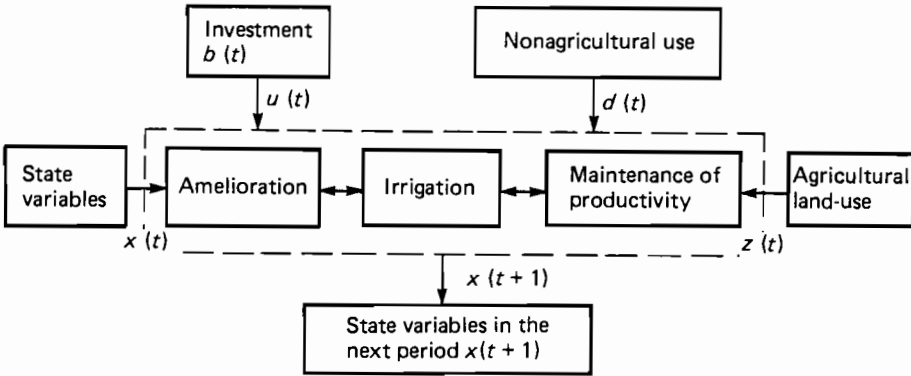 Investment
b (t)
Nonagricultural use
u (t)
d (t)
State
variables
Amelioration
Irrigation
Maintenance of
productivity
Agricultural
land-use
x (t)
z (t)
x (t + 1)
State variables in the
next period x(t + 1)